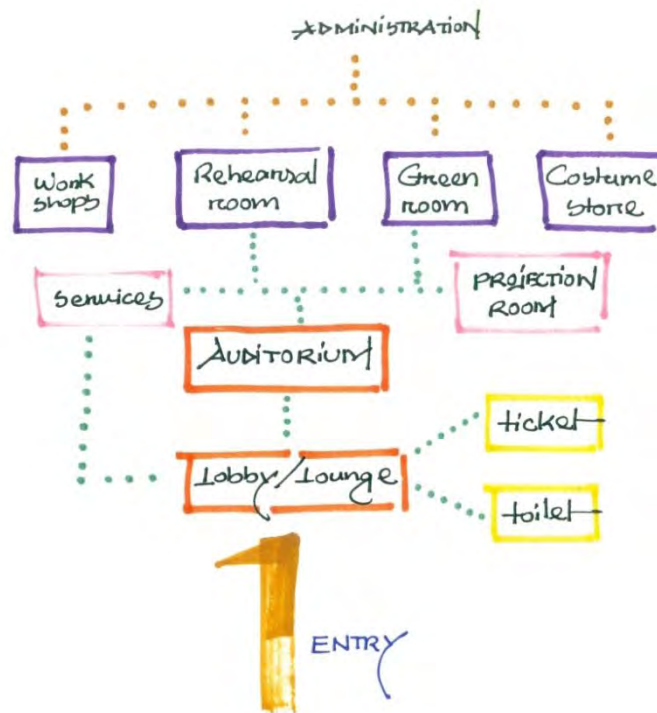 ADMINISTRATION
Work
shops
Rehearsal
room
Green
room
Costume
store
Services
PROJECTION
ROOM
AUDITORIUM
ticket
Lobby/Lounge
toilet
ENTRY